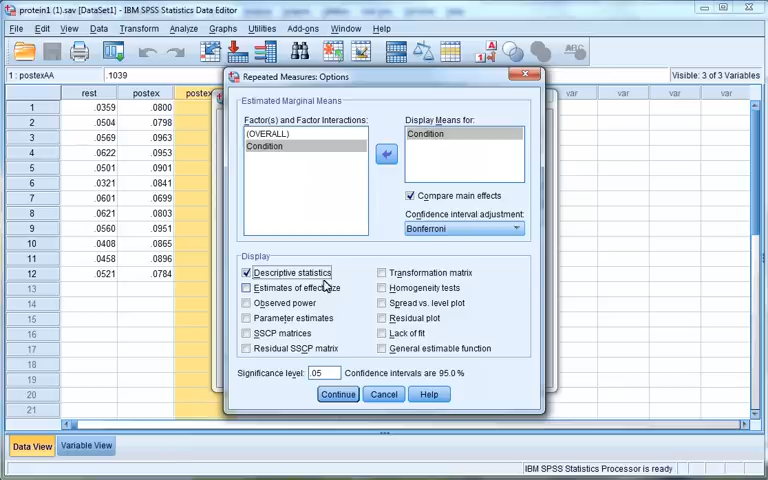 protein1 (1).sav [DataSet1] - IBM SPSS Statistics Data Editor
File Edit View Data Transform Analyze Graphs Utilities Add-ons Window Help
1 : postexAA .1039 Visible: 3 of 3 Variables
rest postex var var var
1 .0359 .0800
2 .0504 .0798
3 .0569 .0963
4 .0622 .0953
5 .0501 .0901
6 .0321 .0841
7 .0601 .0699
8 .0621 .0803
9 .0560 .0951
10 .0408 .0865
11 .0458 .0896
12 .0521 .0784
13
14
15
16
17
18
19
20
21
Repeated Measures: Options
Estimated Marginal Means
Factor(s) and Factor Interactions:
(OVERALL)
Condition
Display Means for:
Condition
Compare main effects
Confidence interval adjustment:
Bonferroni
Display
Descriptive statistics Transformation matrix
Estimates of effect size Homogeneity tests
Observed power Spread vs. level plot
Parameter estimates Residual plot
SSCP matrices Lack of fit
Residual SSCP matrix General estimable function
Significance level: .05 Confidence intervals are 95.0 %
Continue Cancel Help
Data View Variable View
IBM SPSS Statistics Processor is ready